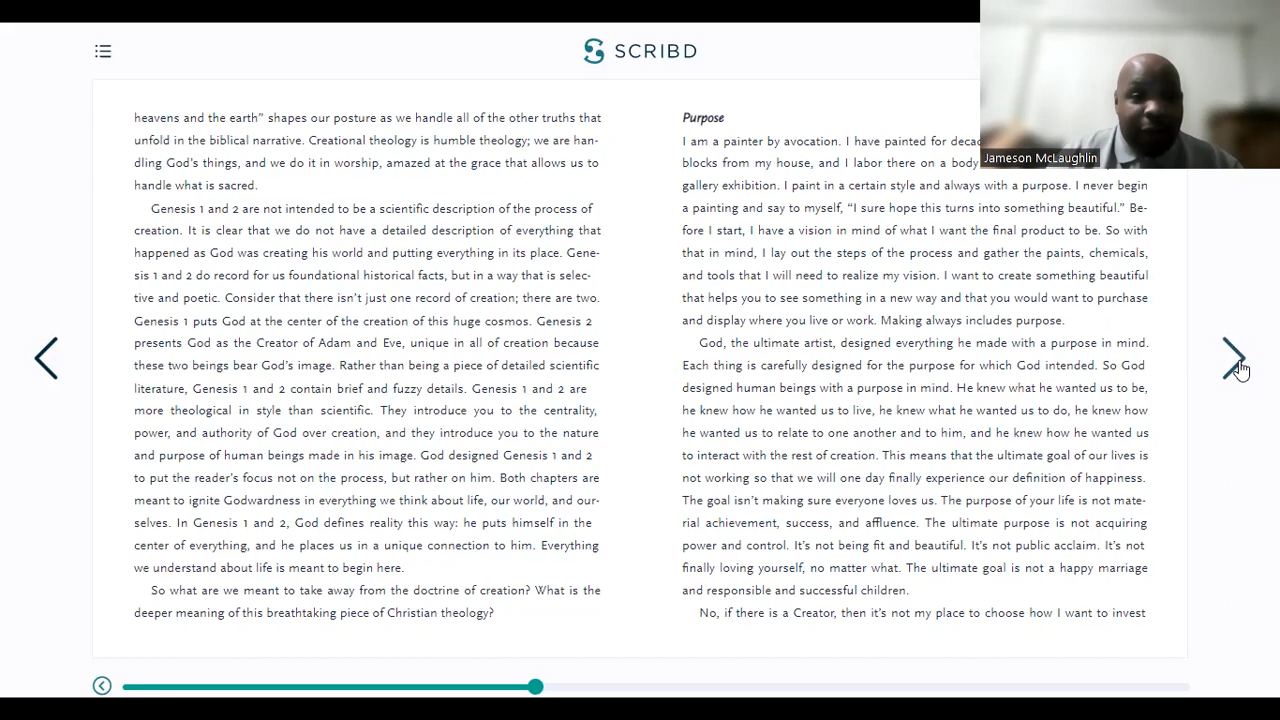 SCRIBD
heavens and the earth” shapes our posture as we handle all of the other truths that
unfold in the biblical narrative. Creational theology is humble theology; we are han-
dling God’s things, and we do it in worship, amazed at the grace that allows us to
handle what is sacred.
Genesis 1 and 2 are not intended to be a scientific description of the process of
creation. It is clear that we do not have a detailed description of everything that
happened as God was creating his world and putting everything in its place. Gene-
sis 1 and 2 do record for us foundational historical facts, but in a way that is selec-
tive and poetic. Consider that there isn’t just one record of creation; there are two.
Genesis 1 puts God at the center of the creation of this huge cosmos. Genesis 2
presents God as the Creator of Adam and Eve, unique in all of creation because
these two beings bear God’s image. Rather than being a piece of detailed scientific
literature, Genesis 1 and 2 contain brief and fuzzy details. Genesis 1 and 2 are
more theological in style than scientific. They introduce you to the centrality,
power, and authority of God over creation, and they introduce you to the nature
and purpose of human beings made in his image. God designed Genesis 1 and 2
to put the reader’s focus not on the process, but rather on him. Both chapters are
meant to ignite Godwardness in everything we think about life, our world, and our-
selves. In Genesis 1 and 2, God defines reality this way: he puts himself in the
center of everything, and he places us in a unique connection to him. Everything
we understand about life is meant to begin here.
So what are we meant to take away from the doctrine of creation? What is the
deeper meaning of this breathtaking piece of Christian theology?
Purpose
I am a painter by avocation. I have painted for
blocks from my house, and I labor there on a body
gallery exhibition. I paint in a certain style and always with a purpose. I never begin
a painting and say to myself, “I sure hope this turns into something beautiful.” Be-
fore I start, I have a vision in mind of what I want the final product to be. So with
that in mind, I lay out the steps of the process and gather the paints, chemicals,
and tools that I will need to realize my vision. I want to create something beautiful
that helps you to see something in a new way and that you would want to purchase
and display where you live or work. Making always includes purpose.
God, the ultimate artist, designed everything he made with a purpose in mind.
Each thing is carefully designed for the purpose for which God intended. So God
designed human beings with a purpose in mind. He knew what he wanted us to be,
he knew how he wanted us to live, he knew what he wanted us to do, he knew how
he wanted us to relate to one another and to him, and he knew how he wanted us
to interact with the rest of creation. This means that the ultimate goal of our lives is
not working so that we will one day finally experience our definition of happiness.
The goal isn’t making sure everyone loves us. The purpose of your life is not mate-
rial achievement, success, and affluence. The ultimate purpose is not acquiring
power and control. It’s not being fit and beautiful. It’s not public acclaim. It’s not
finally loving yourself, no matter what. The ultimate goal is not a happy marriage
and responsible and successful children.
No, if there is a Creator, then it’s not my place to choose how I want to invest
Jameson McLaughlin